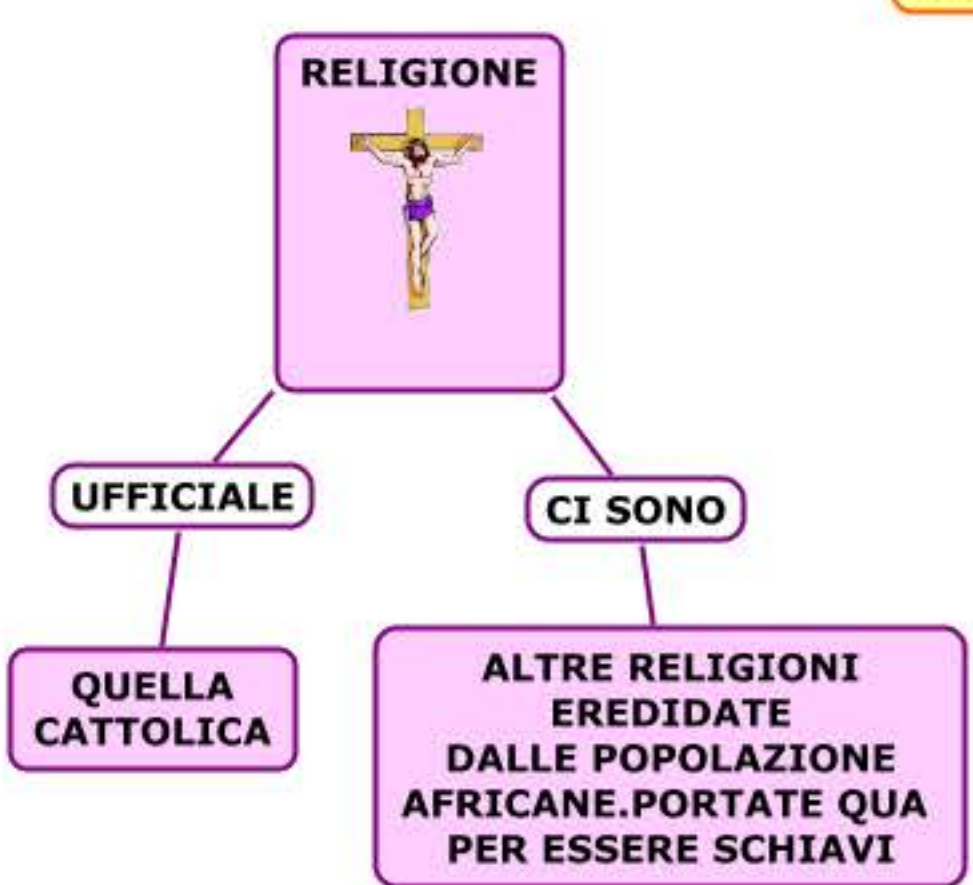 RELIGIONE
UFFICIALE
CI SONO
QUELLA
CATTOLICA
ALTRE RELIGIONI
EREDIDATE
DALLE POPOLAZIONE
AFRICANE.PORTATE QUA
PER ESSERE SCHIAVI